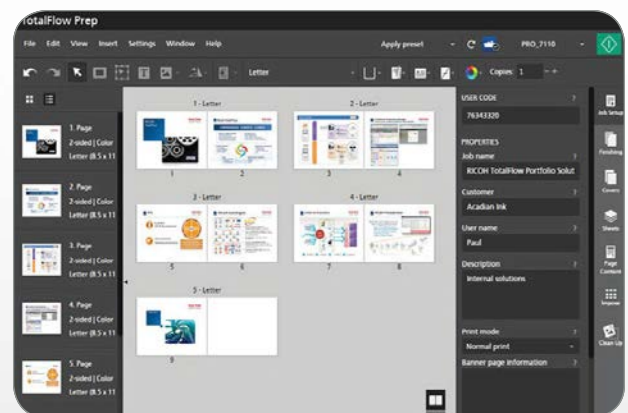 TotalFlow Prep
File Edit View Insert Settings Window Help
Apply preset
PRO_7110
Letter
Copies: 1 - +
1. Page
2-sided | Color
Letter (8.5 x 11
2. Page
2-sided | Color
Letter (8.5 x 11
3. Page
2-sided | Color
Letter (8.5 x 11
4. Page
2-sided | Color
Letter (8.5 x 11
5. Page
2-sided | Color
Letter (8.5 x 11
1 - Letter
2 - Letter
1
2
3
4
3 - Letter
4 - Letter
5
6
7
8
5 - Letter
9
USER CODE ?
76343320
PROPERTIES
Job name ?
RICOH TotalFlow Portfolio Solut
Customer ?
Acadian Ink
User name ?
Paul
Description ?
Internal solutions
Print mode ?
Normal print
Banner page information ?
Job Setup
Finishing
Covers
Sheets
Page
Content
Impose
Clean Up